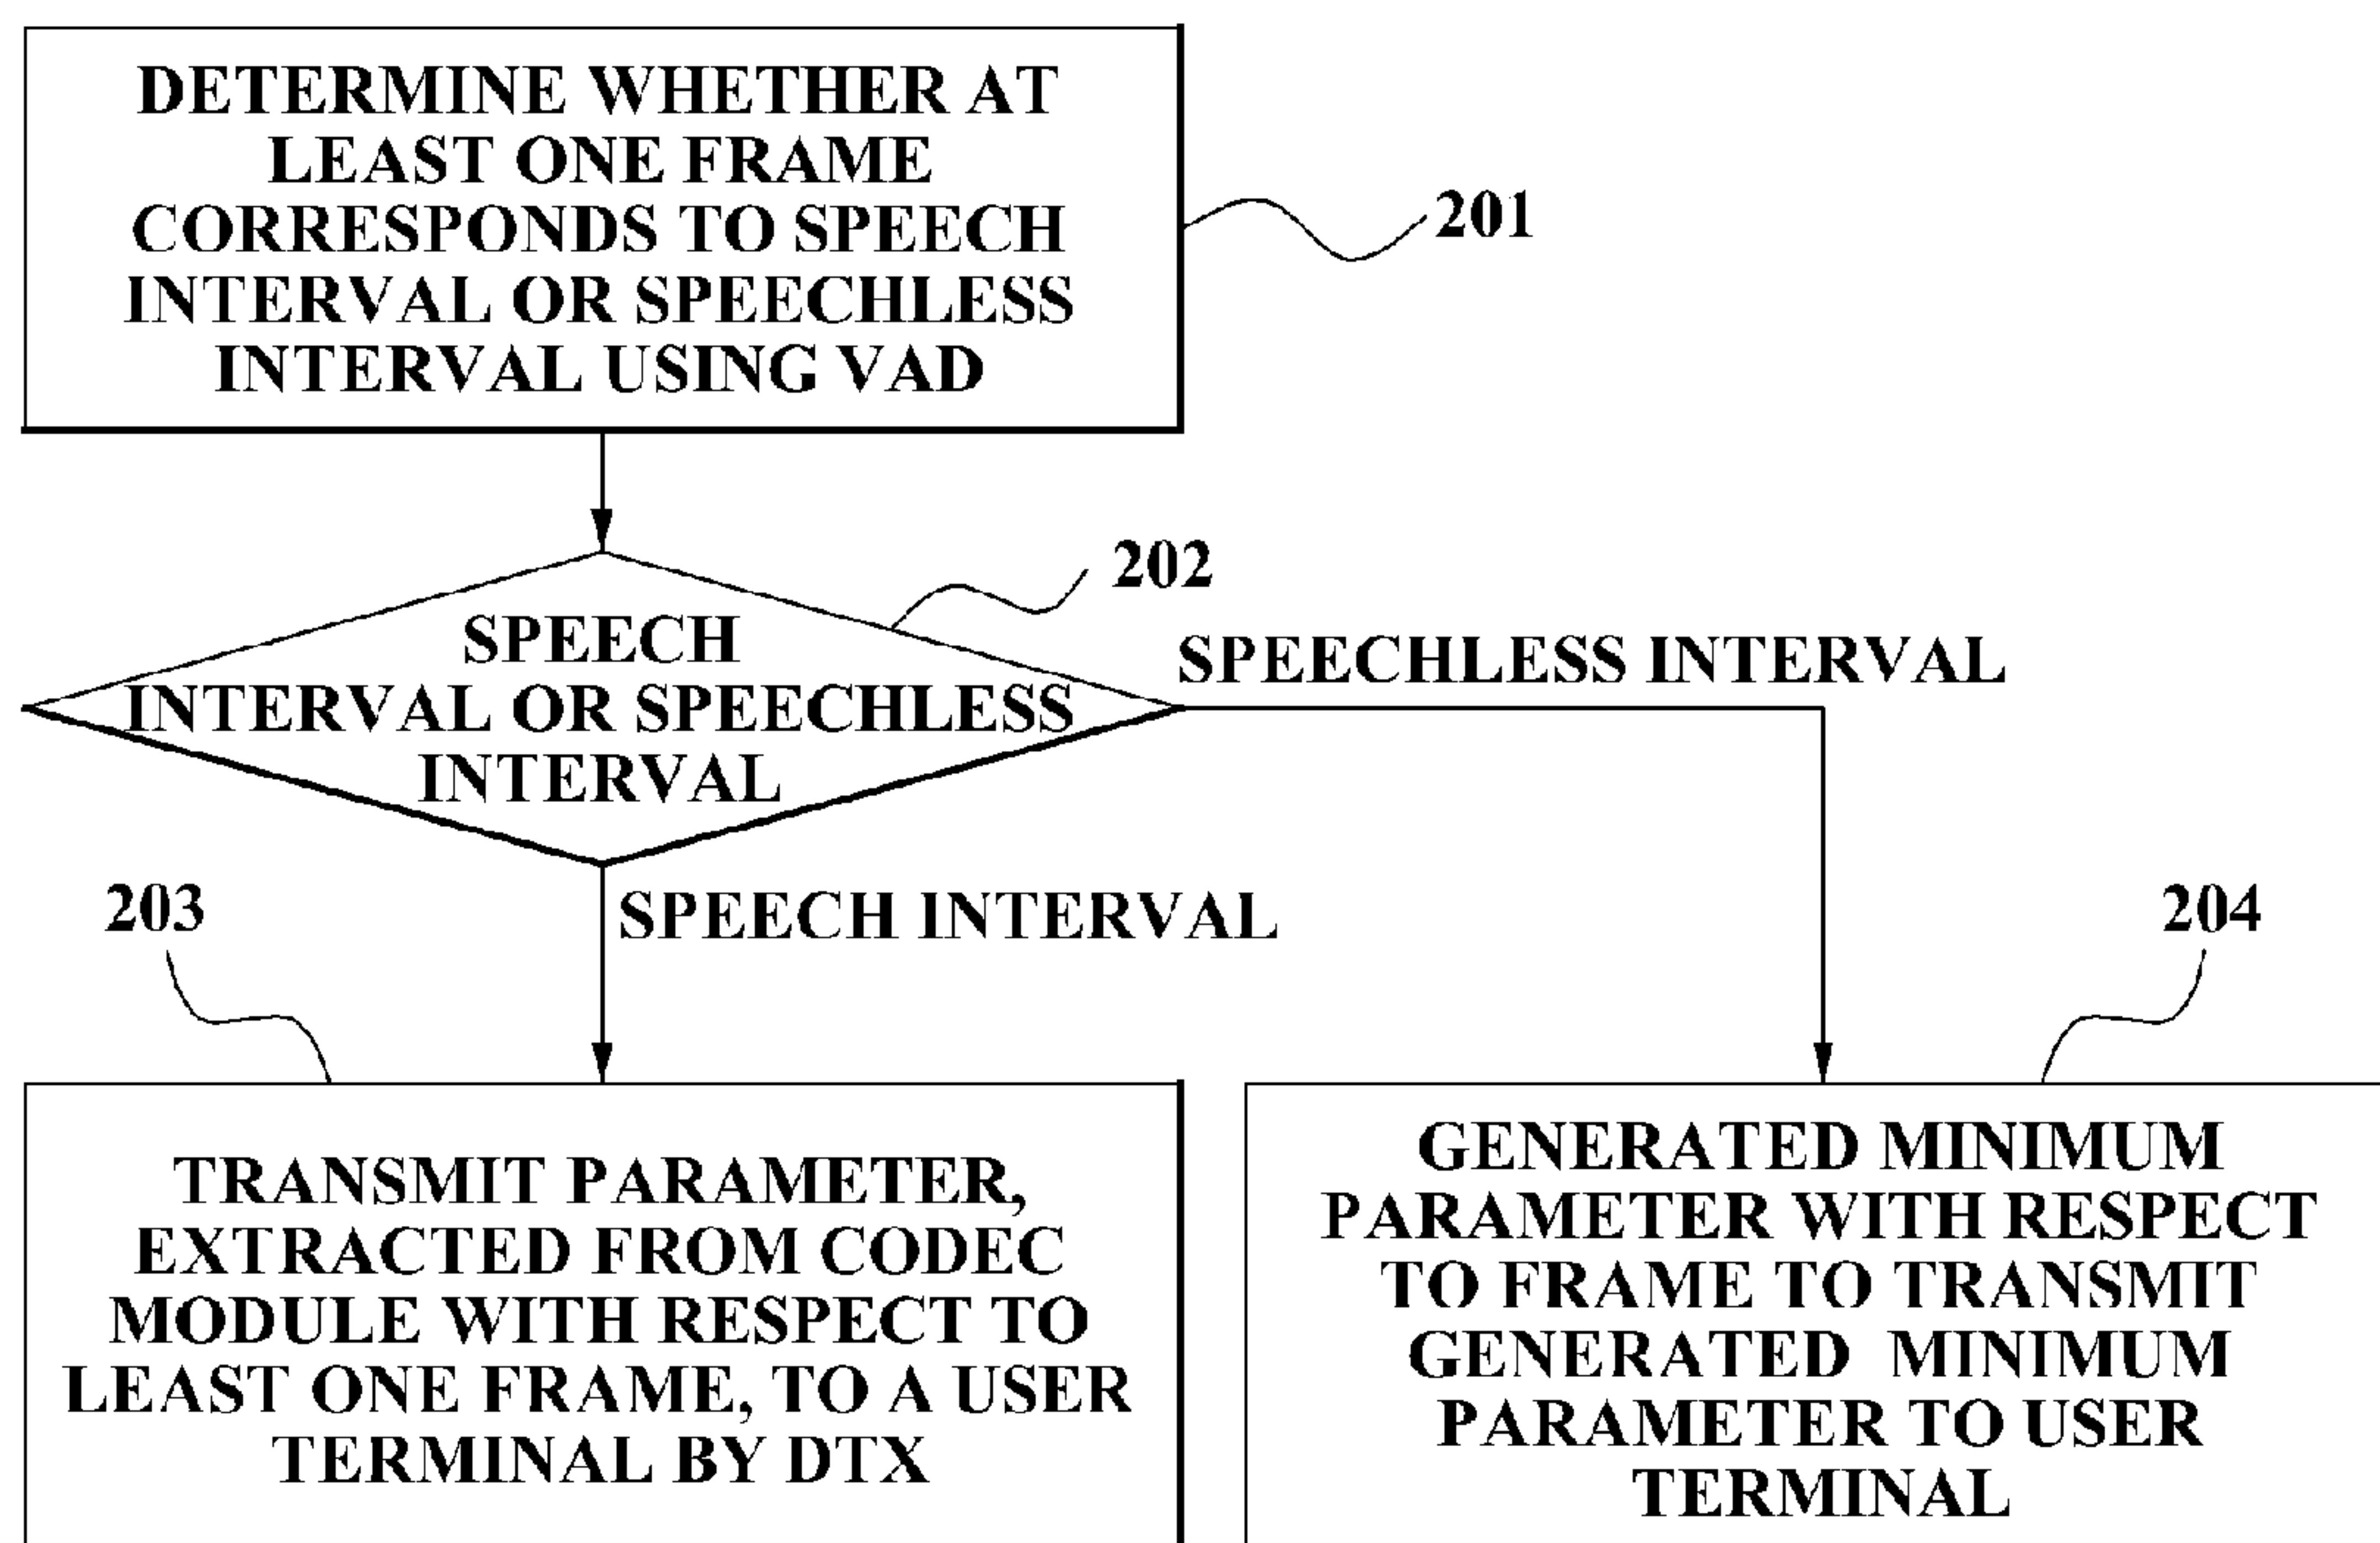 DETERMINE WHETHER AT
LEAST ONE FRAME
CORRESPONDS TO SPEECH
INTERVAL OR SPEECHLESS
INTERVAL USING VAD
201
202
SPEECH
INTERVAL OR SPEECHLESS
INTERVAL
SPEECHLESS INTERVAL
SPEECH INTERVAL
203
TRANSMIT PARAMETER,
EXTRACTED FROM CODEC
MODULE WITH RESPECT TO
LEAST ONE FRAME, TO A USER
TERMINAL BY DTX
204
GENERATED MINIMUM
PARAMETER WITH RESPECT
TO FRAME TO TRANSMIT
GENERATED MINIMUM
PARAMETER TO USER
TERMINAL